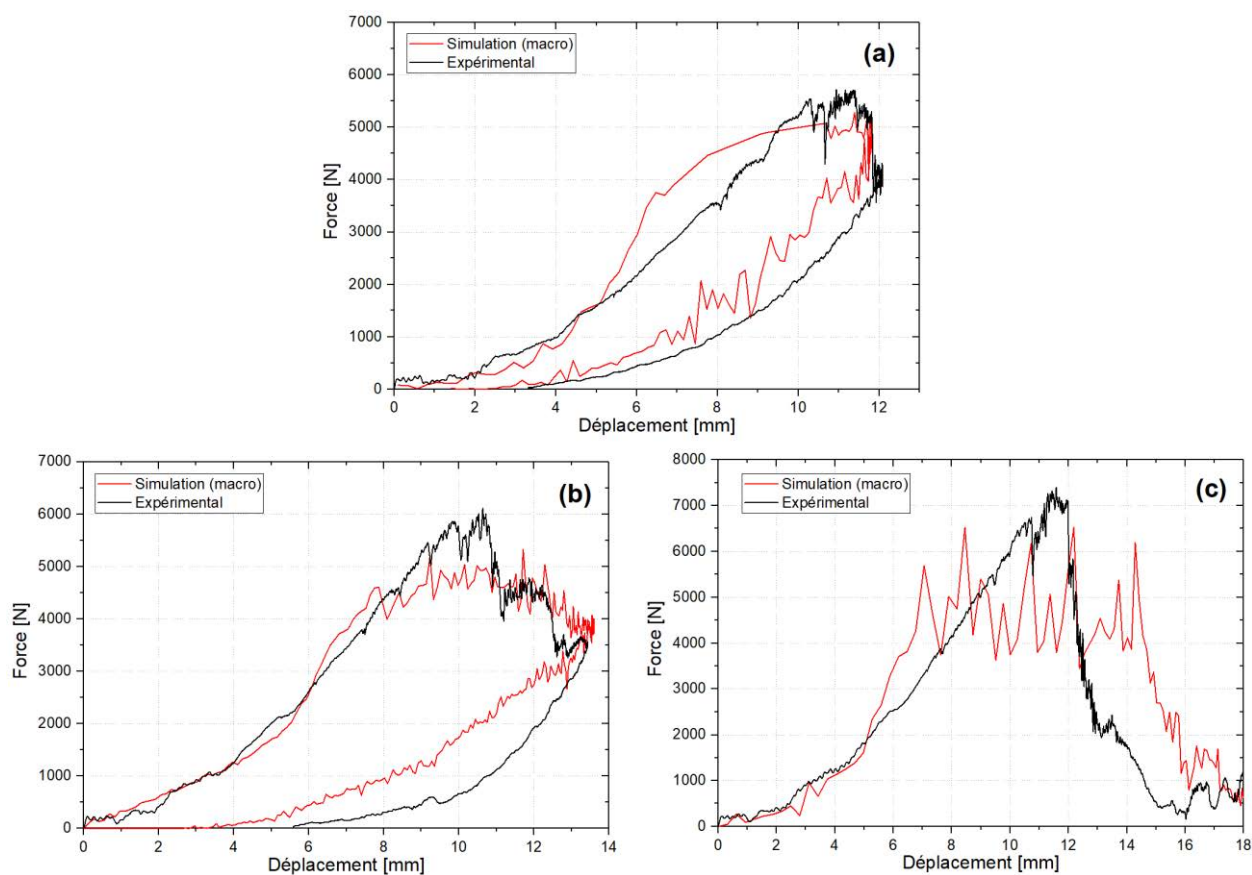 7000
6000
5000
4000
3000
2000
1000
0
Force [N]
Simulation (macro)
Expérimental
(a)
0 2 4 6 8 10 12
Déplacement [mm]
7000
6000
5000
4000
3000
2000
1000
0
Force [N]
Simulation (macro)
Expérimental
(b)
0 2 4 6 8 10 12 14
Déplacement [mm]
8000
7000
6000
5000
4000
3000
2000
1000
0
Force [N]
Simulation (macro)
Expérimental
(c)
0 2 4 6 8 10 12 14 16 18
Déplacement [mm]